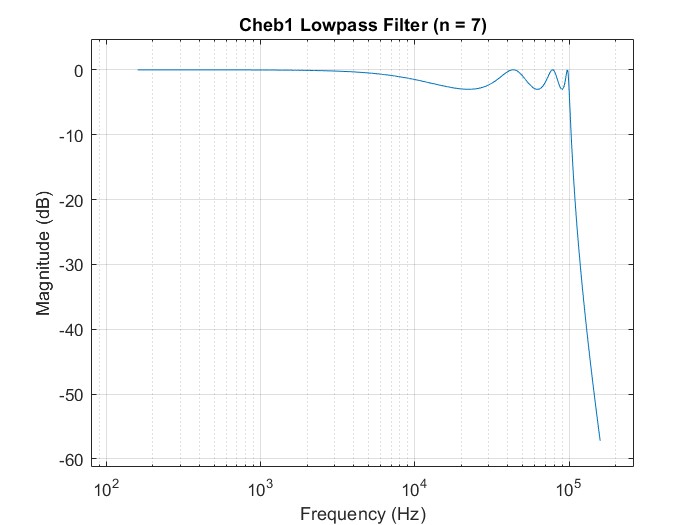 Cheb1 Lowpass Filter (n = 7)
0
-10
-20
-30
-40
-50
-60
Magnitude (dB)
10² 10³ 10⁴ 10⁵
Frequency (Hz)